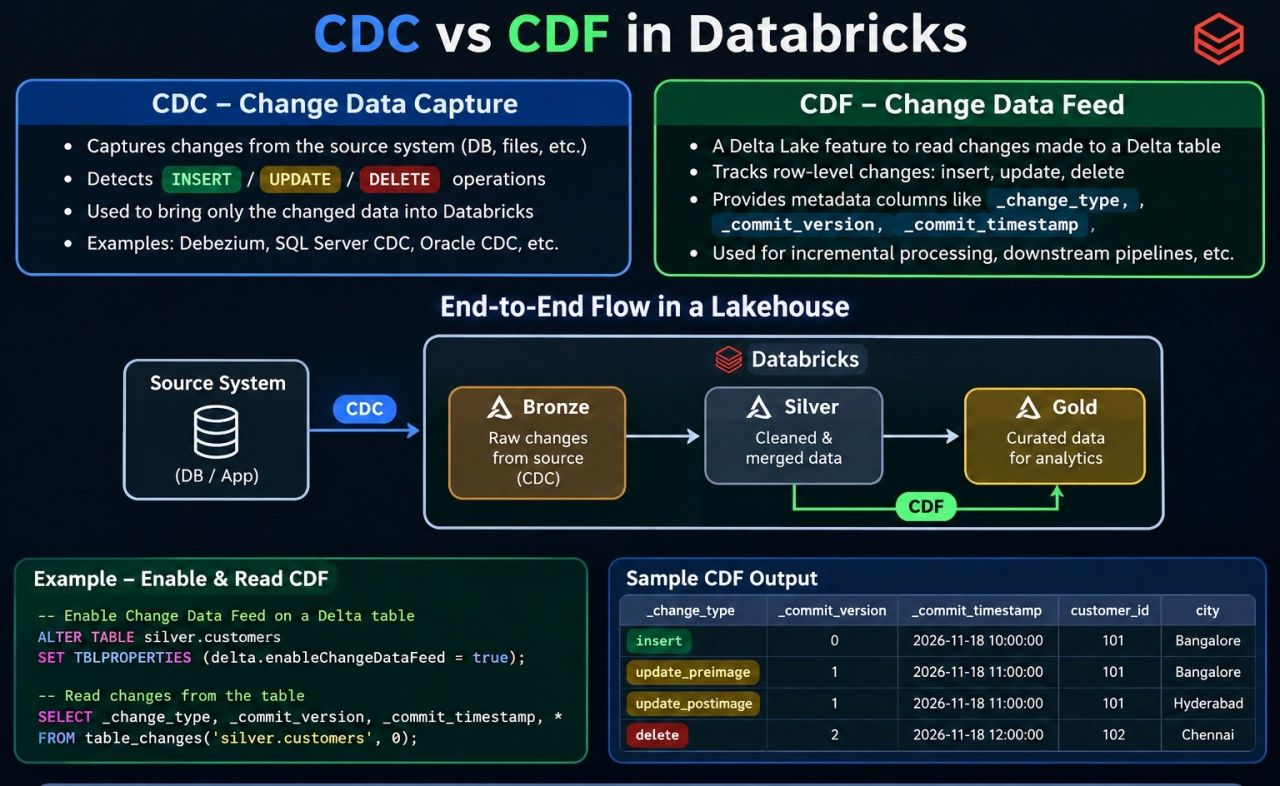 CDC vs CDF in Databricks
CDC – Change Data Capture
• Captures changes from the source system (DB, files, etc.)
• Detects INSERT / UPDATE / DELETE operations
• Used to bring only the changed data into Databricks
• Examples: Debezium, SQL Server CDC, Oracle CDC, etc.
CDF – Change Data Feed
• A Delta Lake feature to read changes made to a Delta table
• Tracks row-level changes: insert, update, delete
• Provides metadata columns like _change_type, ,
_commit_version, _commit_timestamp ,
• Used for incremental processing, downstream pipelines, etc.
End-to-End Flow in a Lakehouse
Source System
(DB / App)
CDC
Databricks
Bronze
Raw changes
from source
(CDC)
Silver
Cleaned &
merged data
Gold
Curated data
for analytics
CDF
Example – Enable & Read CDF
-- Enable Change Data Feed on a Delta table
ALTER TABLE silver.customers
SET TBLPROPERTIES (delta.enableChangeDataFeed = true);
-- Read changes from the table
SELECT _change_type, _commit_version, _commit_timestamp, *
FROM table_changes('silver.customers', 0);
Sample CDF Output
_change_type _commit_version _commit_timestamp customer_id city
insert 0 2026-11-18 10:00:00 101 Bangalore
update_preimage 1 2026-11-18 11:00:00 101 Bangalore
update_postimage 1 2026-11-18 11:00:00 101 Hyderabad
delete 2 2026-11-18 12:00:00 102 Chennai